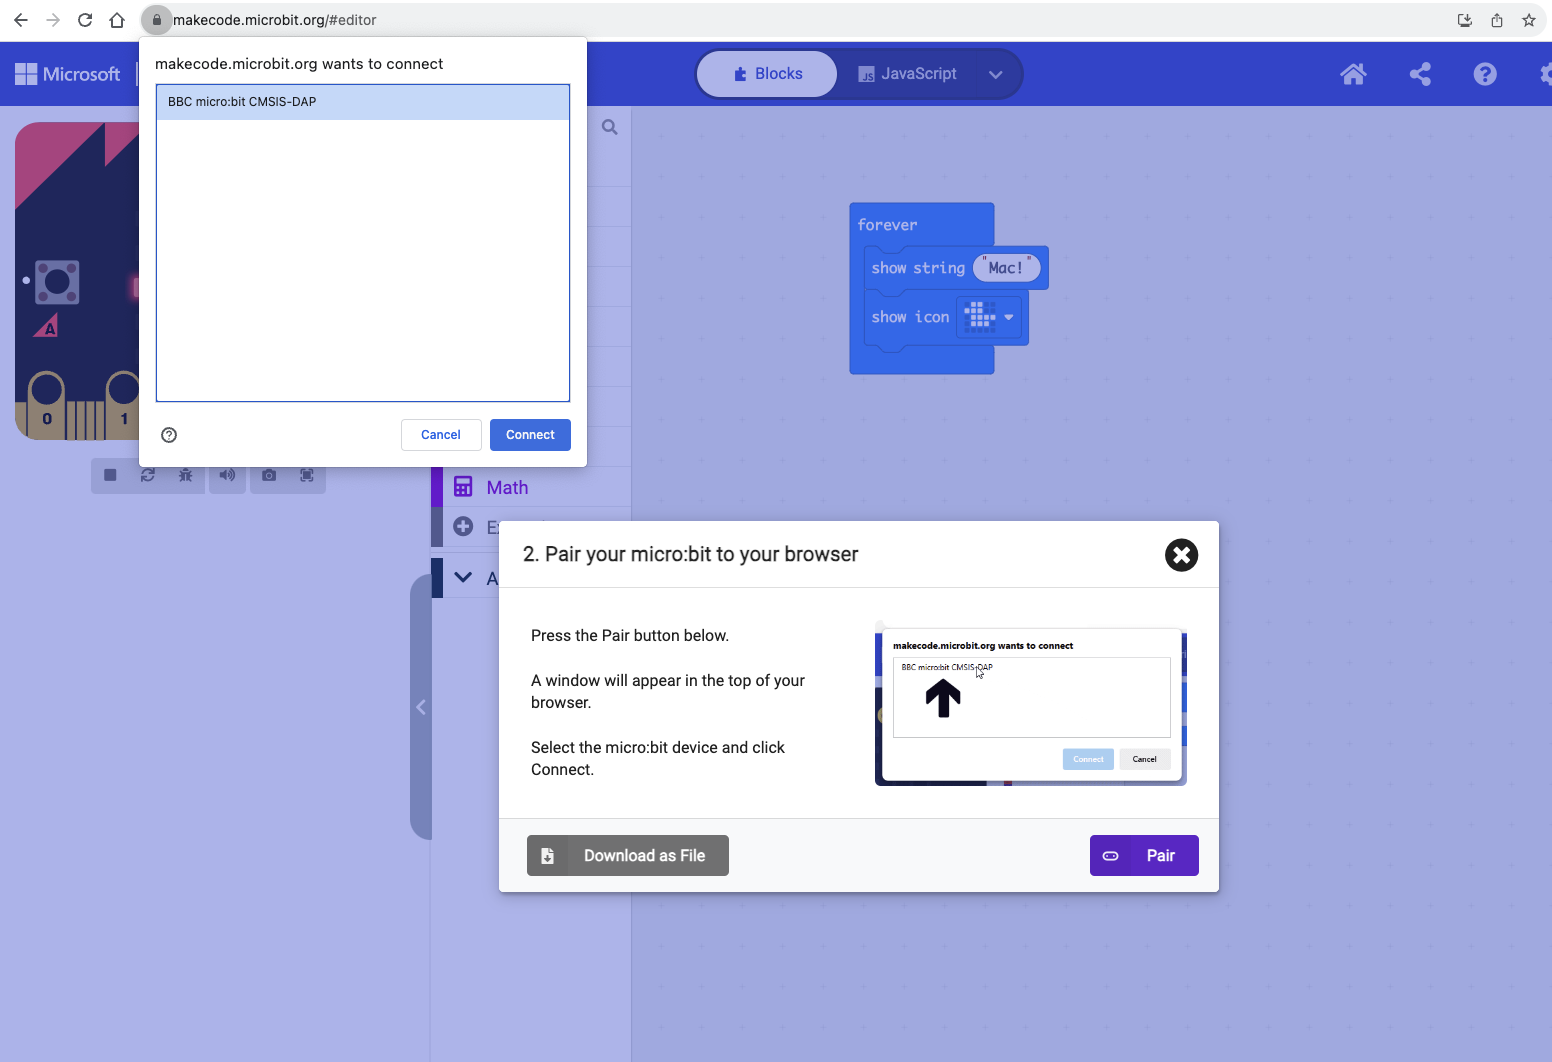 makecode.microbit.org/#editor
makecode.microbit.org wants to connect
BBC micro:bit CMSIS-DAP
Cancel
Connect
Microsoft
Blocks
JS JavaScript
A
0
1
forever
show string "Mac!"
show icon
Math
A
2. Pair your micro:bit to your browser
Press the Pair button below.
A window will appear in the top of your
browser.
Select the micro:bit device and click
Connect.
makecode.microbit.org wants to connect
BBC micro:bit CMSIS-DAP
Connect
Cancel
Download as File
Pair